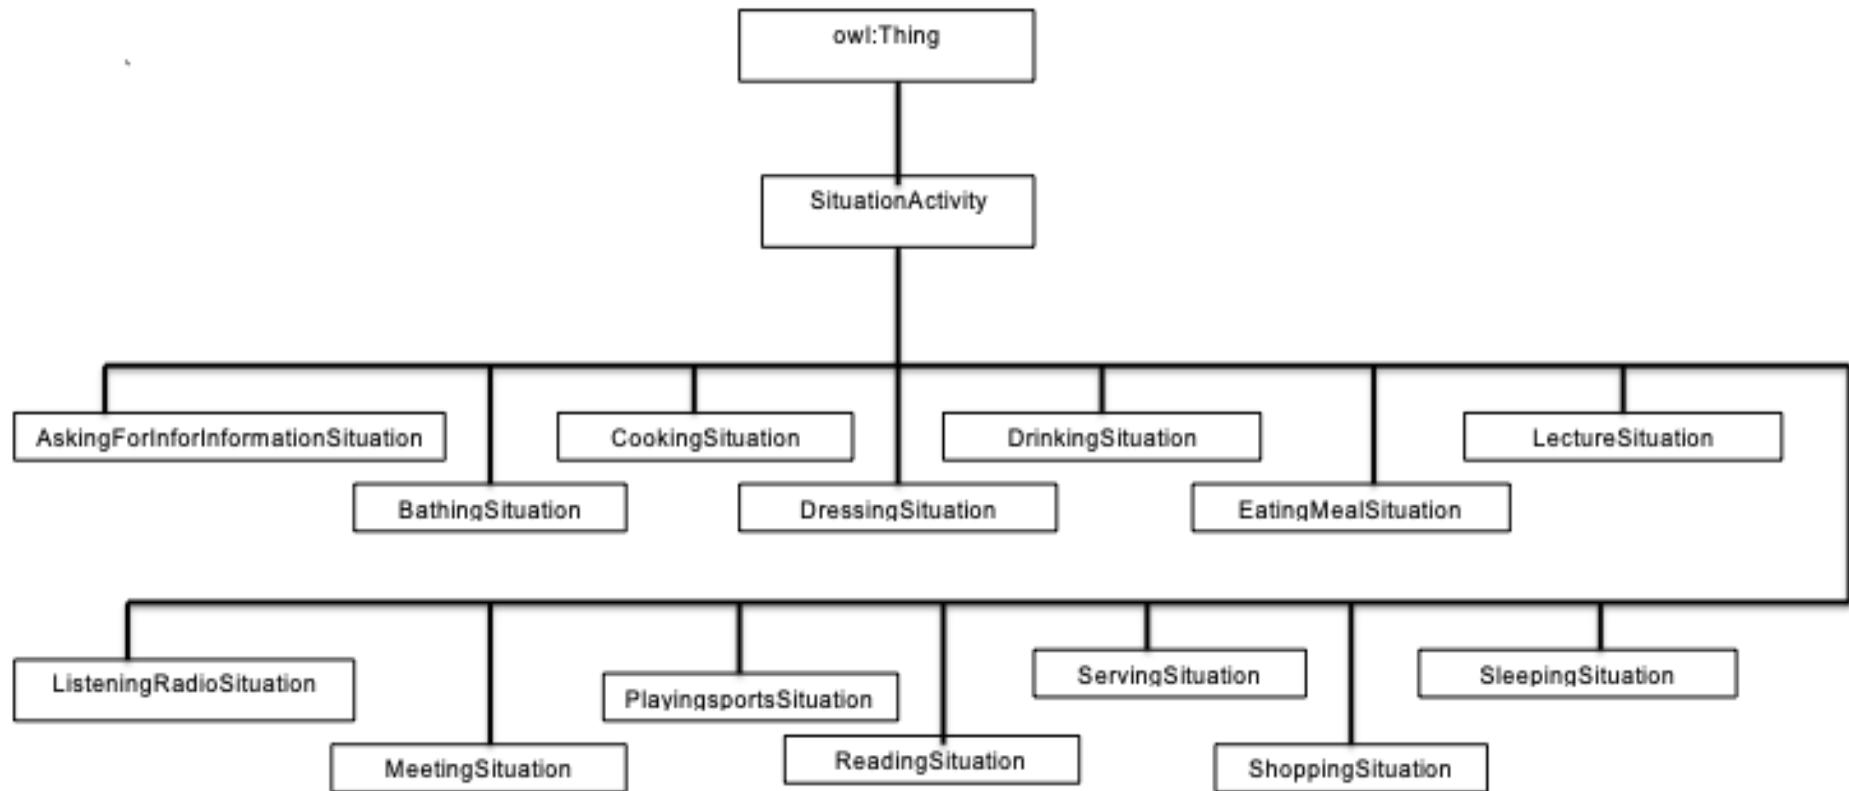 owl:Thing
SituationActivity
AskingForInforInformationSituation
CookingSituation
DrinkingSituation
LectureSituation
BathingSituation
DressingSituation
EatingMealSituation
ListeningRadioSituation
PlayingsportsSituation
ServingSituation
SleepingSituation
MeetingSituation
ReadingSituation
ShoppingSituation